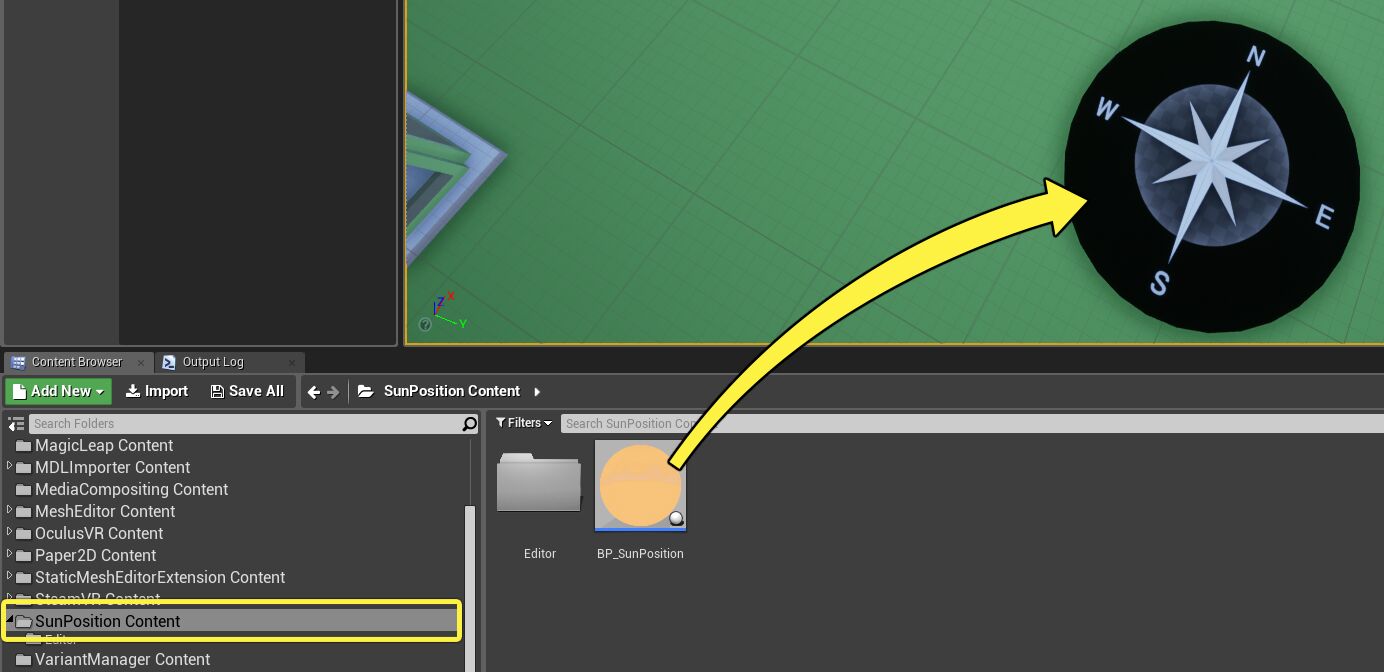 N
W
E
S
Z
X
Y
?
Content Browser
Output Log
Add New
Import
Save All
SunPosition Content
Search Folders
Filters
Search SunPosition Co
MagicLeap Content
MDLImporter Content
MediaCompositing Content
MeshEditor Content
OculusVR Content
Paper2D Content
StaticMeshEditorExtension Content
SteamVR Content
SunPosition Content
Editor
VariantManager Content
Editor
BP_SunPosition